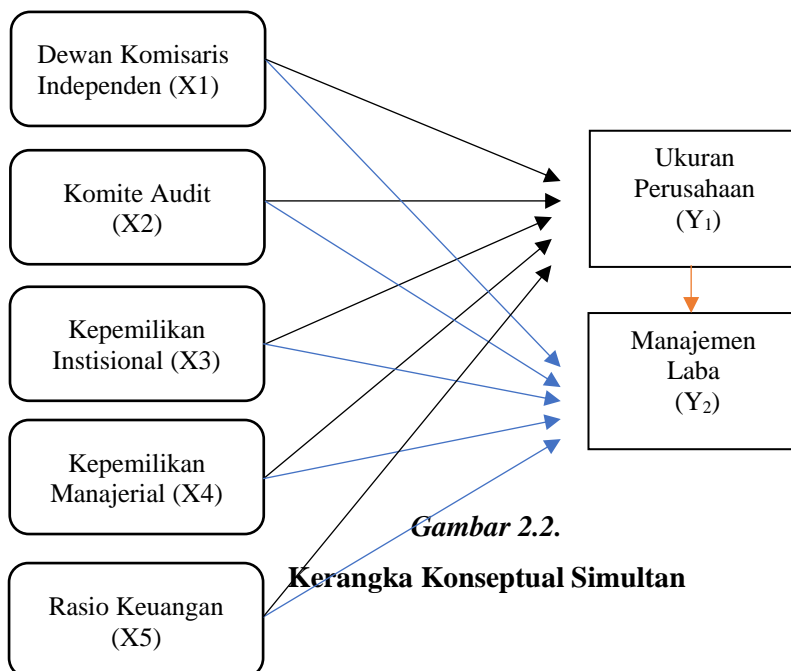 Dewan Komisaris
Independen (X1)
Komite Audit
(X2)
Kepemilikan
Instisional (X3)
Kepemilikan
Manajerial (X4)
Rasio Keuangan
(X5)
Ukuran
Perusahaan
(Y₁)
Manajemen
Laba
(Y₂)
Gambar 2.2.
Kerangka Konseptual Simultan